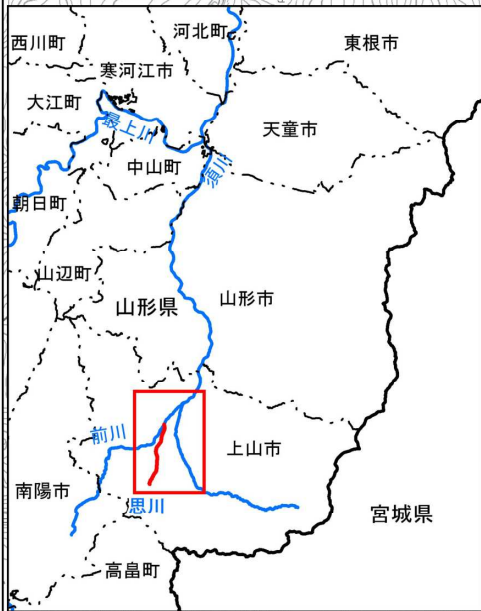 河北町
西川町
東根市
寒河江市
大江町
最上川
天童市
中山町
須川
朝日町
山辺町
山形県
山形市
前川
上山市
南陽市
思川
宮城県
高畠町